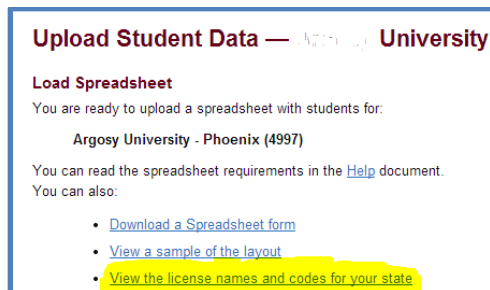 Upload Student Data — University
Load Spreadsheet
You are ready to upload a spreadsheet with students for:
Argosy University - Phoenix (4997)
You can read the spreadsheet requirements in the Help document.
You can also:
• Download a Spreadsheet form
• View a sample of the layout
• View the license names and codes for your state